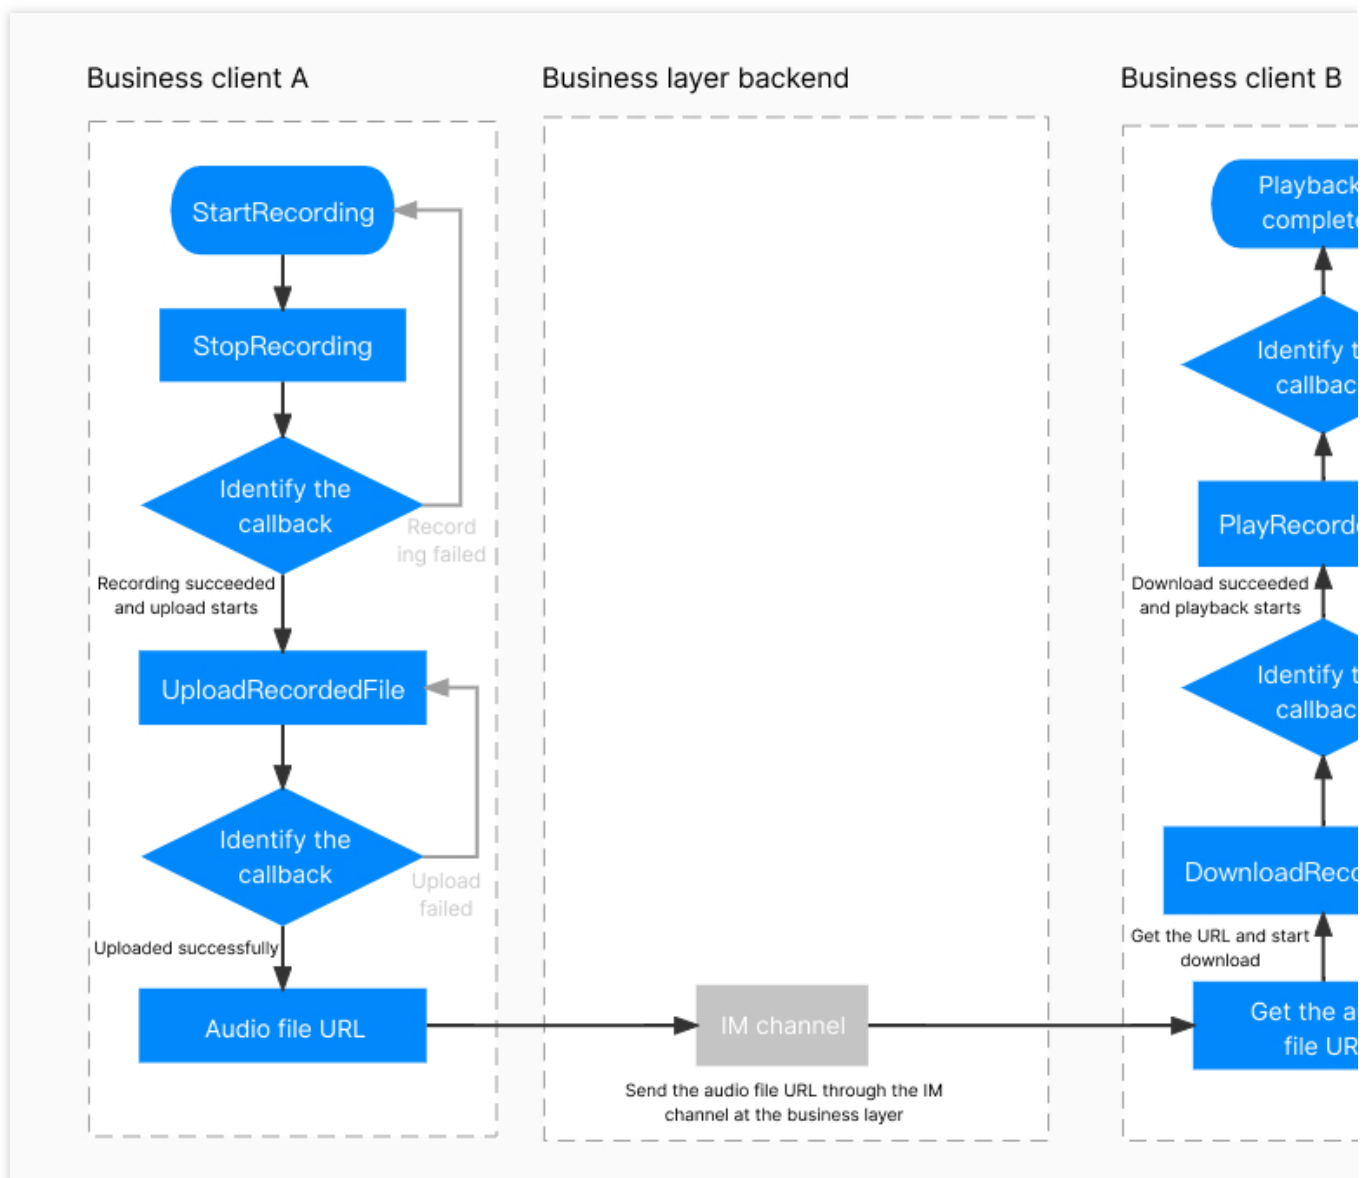 Business client A
StartRecording
StopRecording
Identify the
callback
Record
ing failed
Recording succeeded
and upload starts
UploadRecordedFile
Identify the
callback
Upload
failed
Uploaded successfully
Audio file URL
Business layer backend
IM channel
Send the audio file URL through the IM
channel at the business layer
Business client B
Playback
complet
Identify
callbac
PlayRecord
Download succeeded
and playback starts
Identify
callbac
DownloadReco
Get the URL and start
download
Get the a
file UR